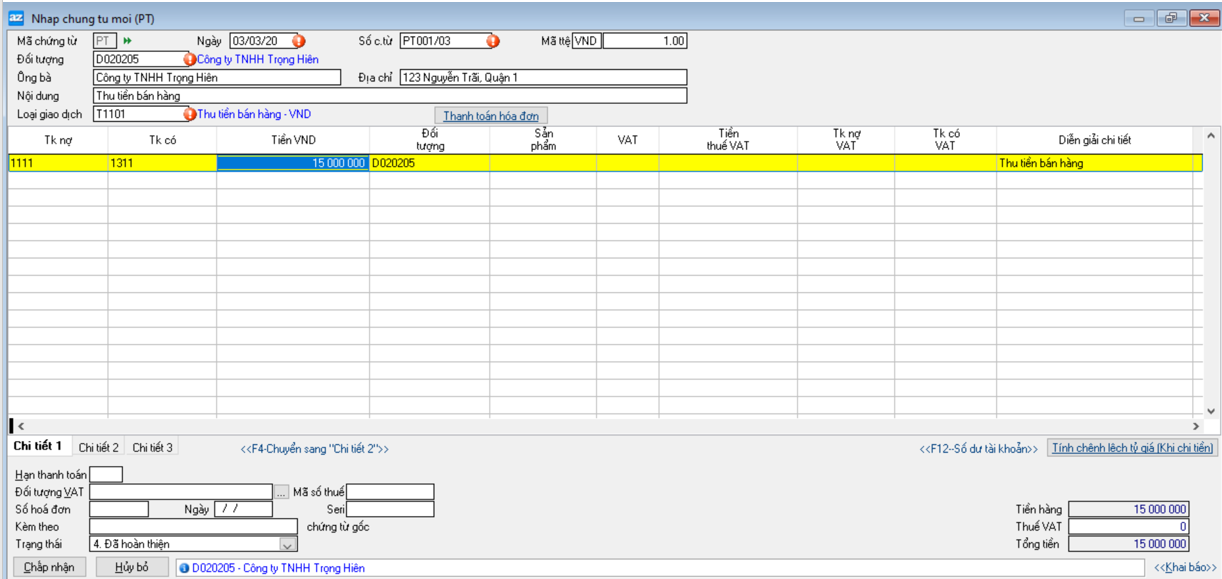 az Nhap chung tu moi (PT)
Mã chứng từ PT Ngày 03/03/20 Số c.từ PT001/03 Mã ttệ VND 1.00
Đối tượng D020205 Công ty TNHH Trọng Hiên
Ông bà Công ty TNHH Trọng Hiên Địa chỉ 123 Nguyễn Trãi, Quận 1
Nội dung Thu tiền bán hàng
Loại giao dịch T1101 Thu tiền bán hàng - VND Thanh toán hóa đơn
Tk nợ Tk có Tiền VND Đối tượng Sản phẩm VAT Tiền thuế VAT Tk nợ VAT Tk có VAT Diễn giải chi tiết
1111 1311 15 000 000 D020205 Thu tiền bán hàng
Chi tiết 1 Chi tiết 2 Chi tiết 3 <<F4-Chuyển sang "Chi tiết 2">> <<F12--Số dư tài khoản>> Tính chênh lệch tỷ giá (Khi chi tiền)
Hạn thanh toán
Đối tượng VAT ... Mã số thuế
Số hoá đơn Ngày / / Seri Tiền hàng 15 000 000
Kèm theo chứng từ gốc Thuế VAT 0
Trạng thái 4. Đã hoàn thiện Tổng tiền 15 000 000
Chấp nhận Hủy bỏ D020205 - Công ty TNHH Trọng Hiên <<Khai báo>>